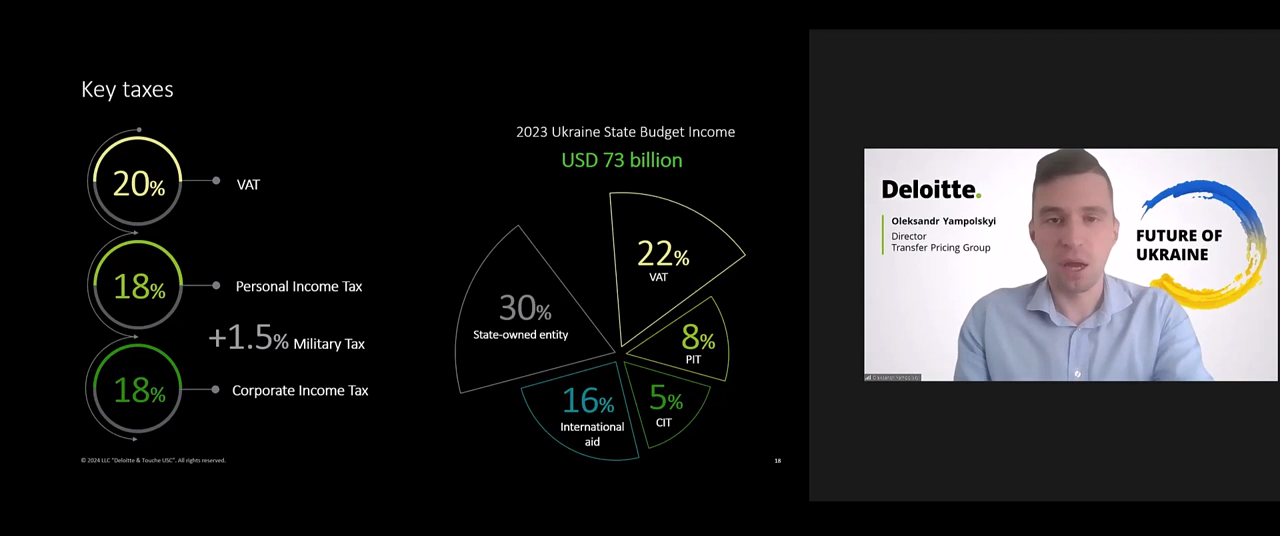 Key taxes
20%
VAT
18%
Personal Income Tax
+1.5% Military Tax
18%
Corporate Income Tax
2023 Ukraine State Budget Income
USD 73 billion
22%
VAT
30%
State-owned entity
8%
PIT
16%
International
aid
5%
CIT
© 2024 LLC "Deloitte & Touche USC". All rights reserved.
18
Deloitte.
Oleksandr Yampolskyi
Director
Transfer Pricing Group
FUTURE OF
UKRAINE